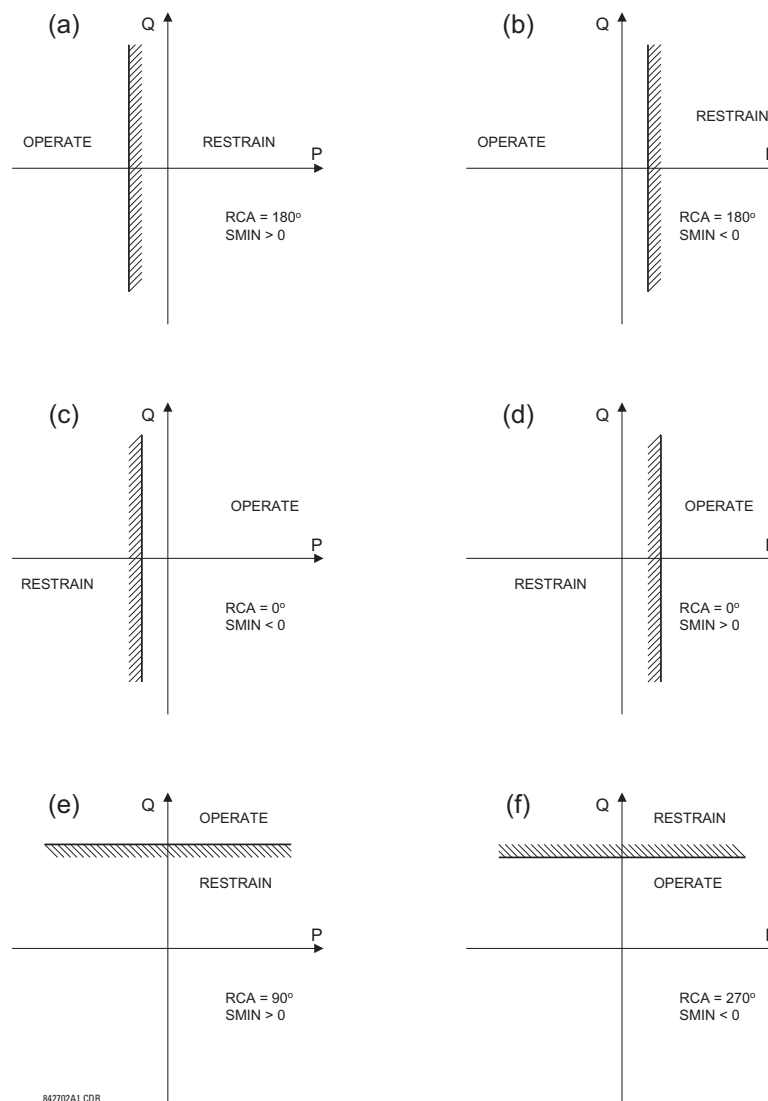 (a)
Q
OPERATE
RESTRAIN
P
RCA = 180°
SMIN > 0
(b)
Q
OPERATE
RESTRAIN
RCA = 180°
SMIN < 0
(c)
Q
OPERATE
P
RESTRAIN
RCA = 0°
SMIN < 0
(d)
Q
OPERATE
RESTRAIN
RCA = 0°
SMIN > 0
(e)
Q
OPERATE
RESTRAIN
P
RCA = 90°
SMIN > 0
(f)
Q
RESTRAIN
OPERATE
RCA = 270°
SMIN < 0
842702A1.CDR